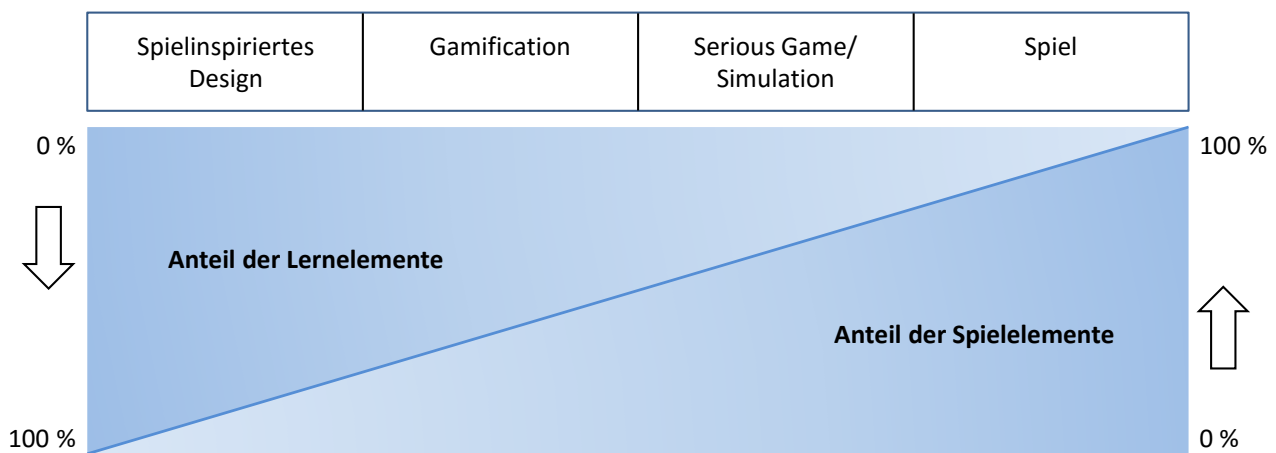 Spielinspiriertes
Design
Gamification
Serious Game/
Simulation
Spiel
0 %
100 %
Anteil der Lernelemente
Anteil der Spielelemente
100 %
0 %